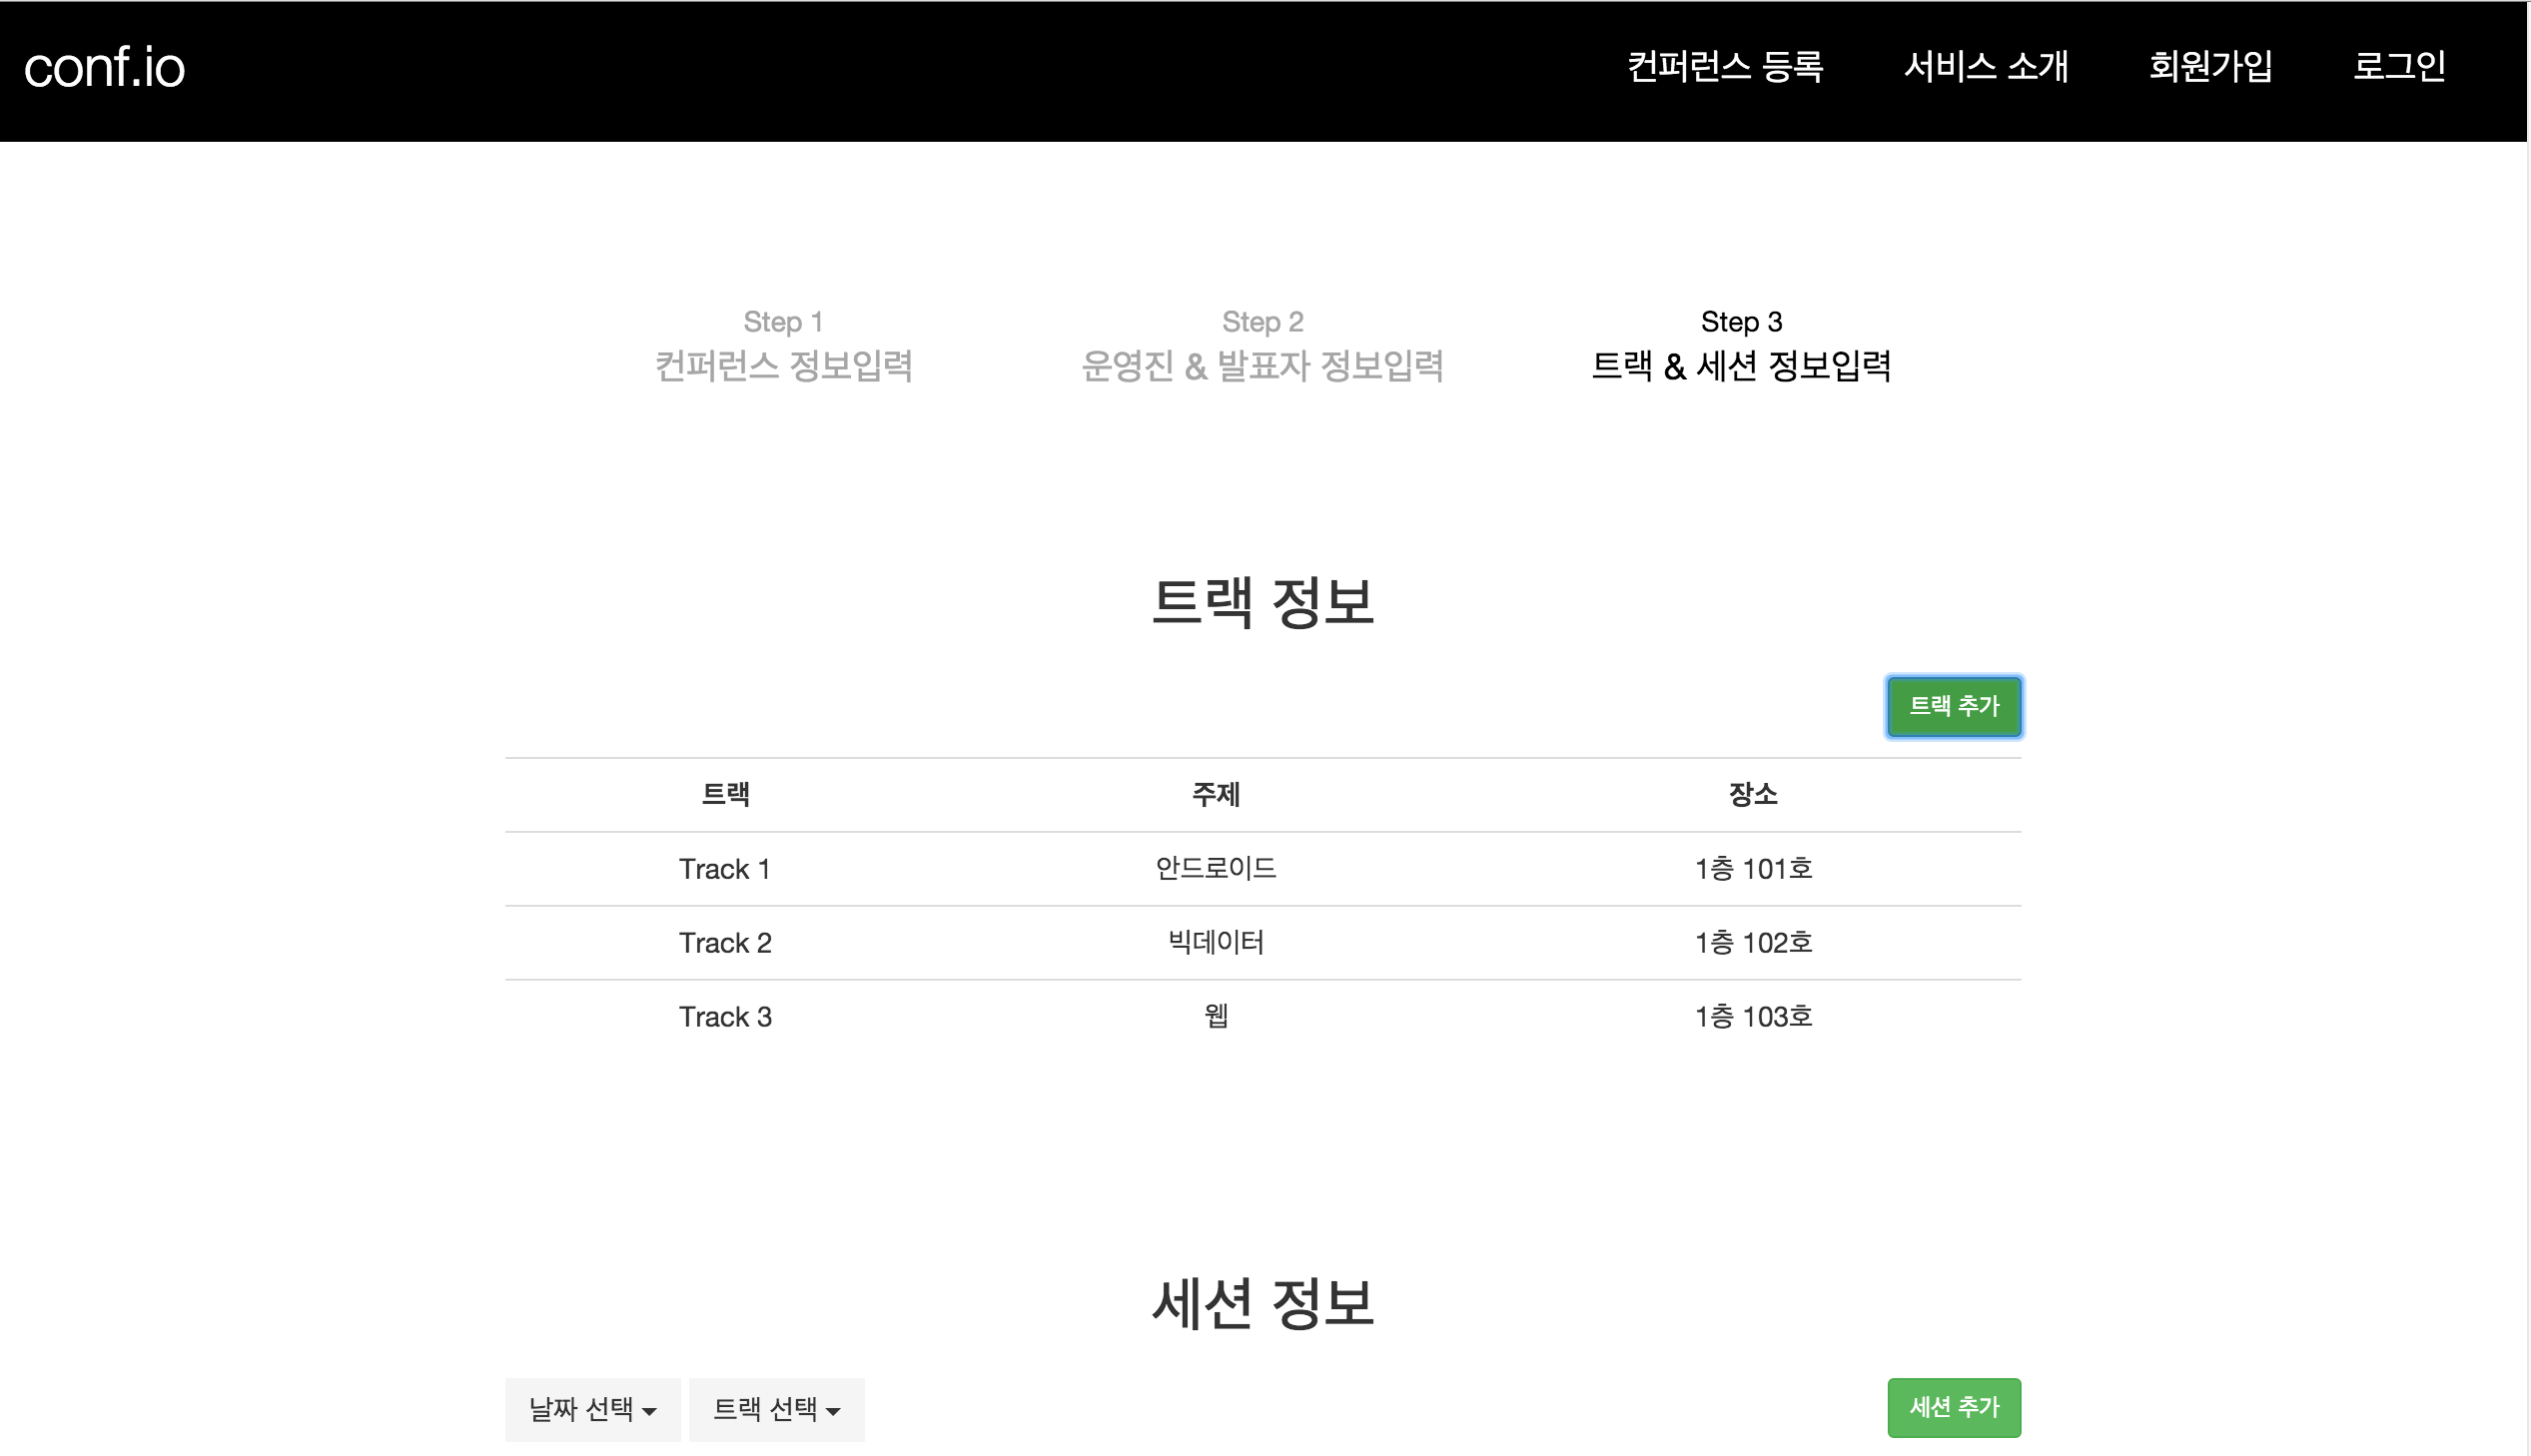 conf.io 컨퍼런스 등록 서비스 소개 회원가입 로그인
Step 1 Step 2 Step 3
컨퍼런스 정보입력 운영진 & 발표자 정보입력 트랙 & 세션 정보입력
트랙 정보
트랙 추가
트랙 주제 장소
Track 1 안드로이드 1층 101호
Track 2 빅데이터 1층 102호
Track 3 웹 1층 103호
세션 정보
날짜 선택 트랙 선택 세션 추가